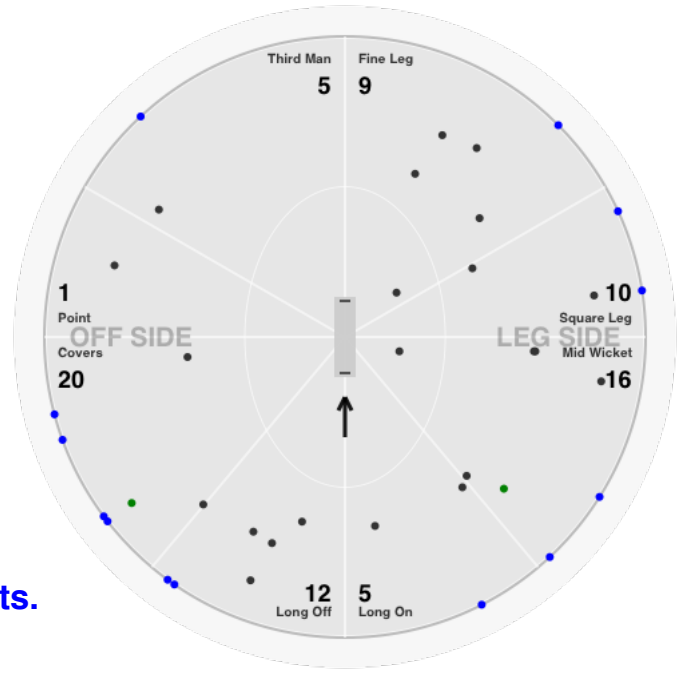 Third Man
Fine Leg
5
9
1
10
Point
Square Leg
OFF SIDE
LEG SIDE
Covers
Mid Wicket
20
16
ts.
12
5
Long Off
Long On